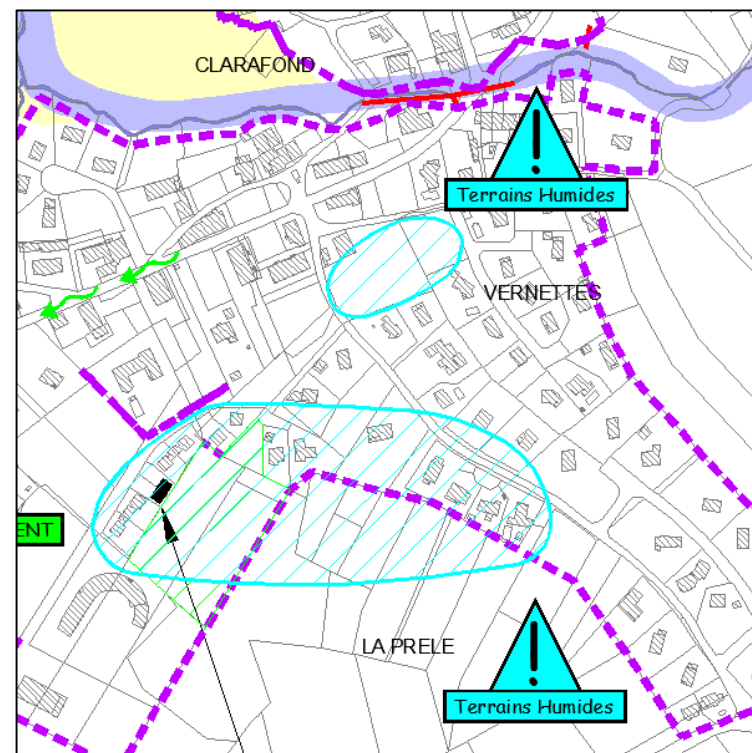 CLARAFOND
!
Terrains Humides
VERNETTES
ENT
LA PRELE
!
Terrains Humides